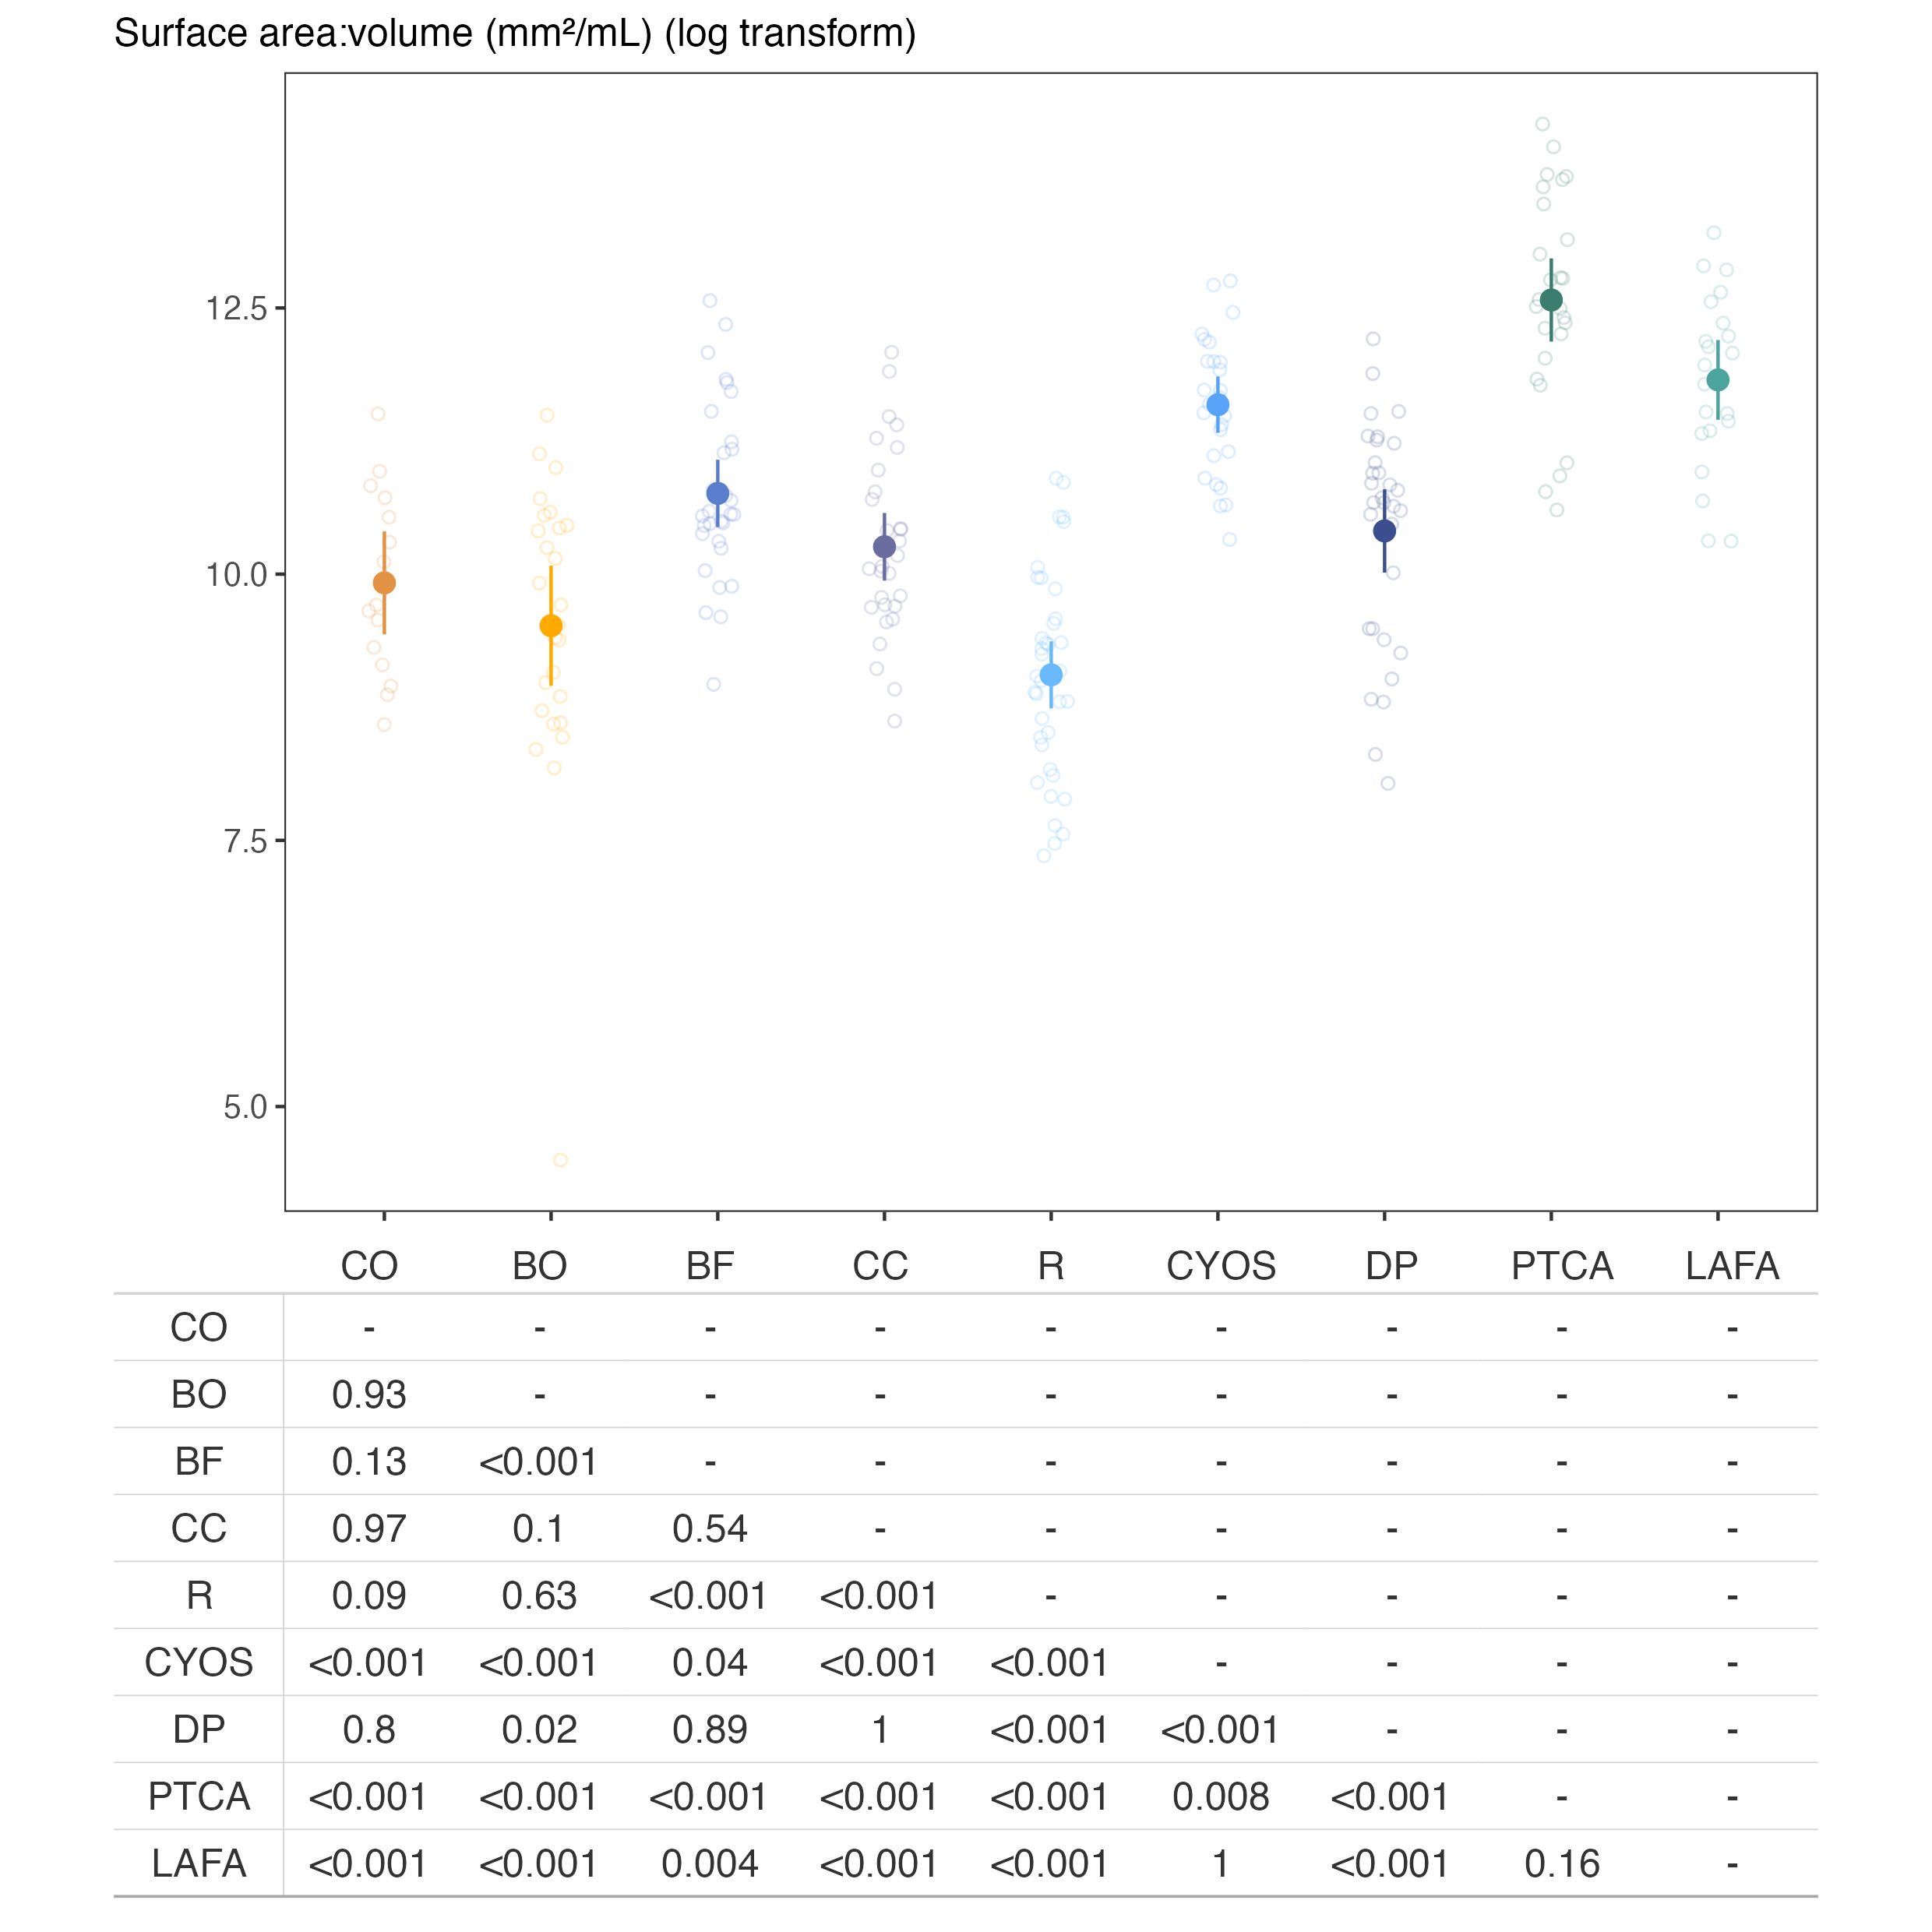 Surface area:volume (mm²/mL) (log transform)
12.5
10.0
7.5
5.0
CO BO BF CC R CYOS DP PTCA LAFA
CO - - - - - - - - -
BO 0.93 - - - - - - - -
BF 0.13 <0.001 - - - - - - -
CC 0.97 0.1 0.54 - - - - - -
R 0.09 0.63 <0.001 <0.001 - - - - -
CYOS <0.001 <0.001 0.04 <0.001 <0.001 - - - -
DP 0.8 0.02 0.89 1 <0.001 <0.001 - - -
PTCA <0.001 <0.001 <0.001 <0.001 <0.001 0.008 <0.001 - -
LAFA <0.001 <0.001 0.004 <0.001 <0.001 1 <0.001 0.16 -